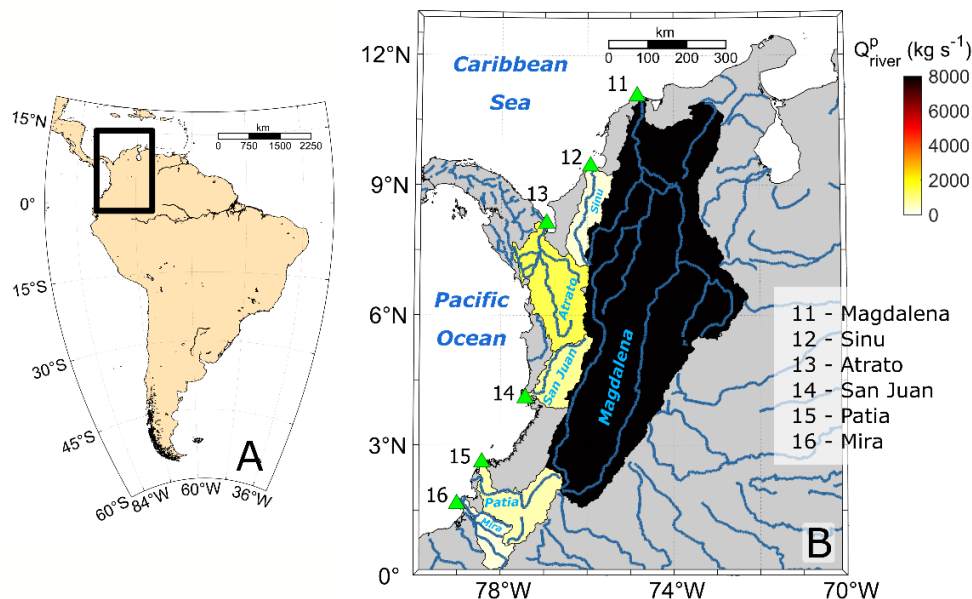 15°N
0°
15°S
30°S
45°S
60°S
84°W
60°W
36°W
km
0 750 1500 2250
A
12°N
9°N
6°N
3°N
0°
78°W
74°W
70°W
km
0 100 200 300
Caribbean
Sea
Pacific
Ocean
11
12
13
14
15
16
Sinu
Atrato
San Juan
Magdalena
Patia
Mira
B
Q^p_river (kg s⁻¹)
8000
6000
4000
2000
0
11 - Magdalena
12 - Sinu
13 - Atrato
14 - San Juan
15 - Patia
16 - Mira